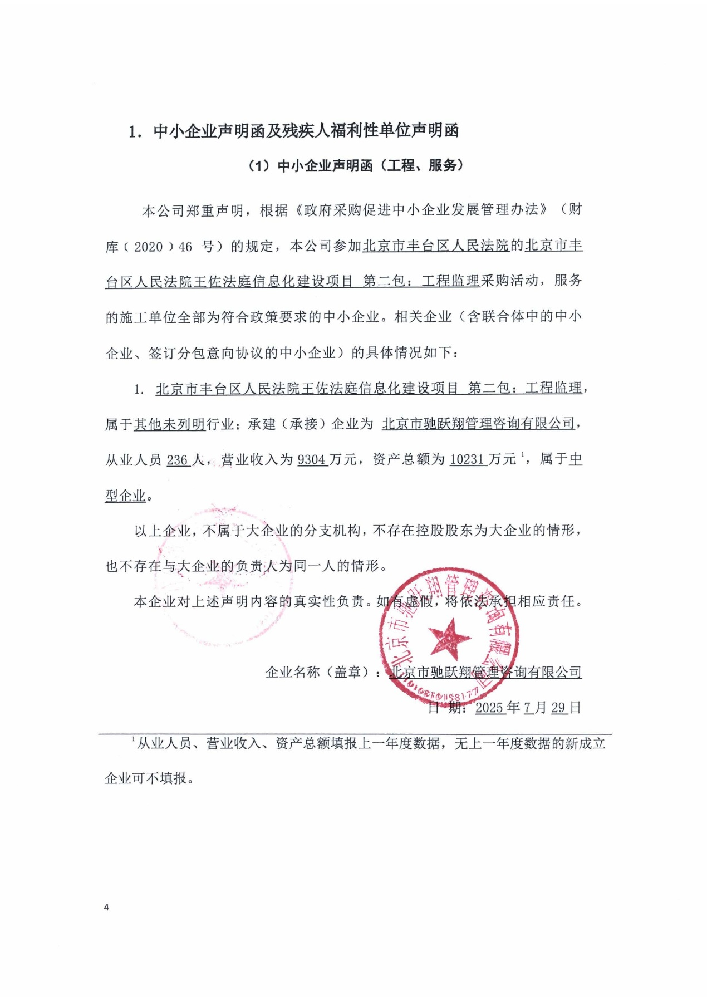 1. 中小企业声明函及残疾人福利性单位声明函
（1）中小企业声明函（工程、服务）
本公司郑重声明，根据《政府采购促进中小企业发展管理办法》（财
库﹝2020﹞46 号）的规定，本公司参加北京市丰台区人民法院的北京市丰
台区人民法院王佐法庭信息化建设项目 第二包：工程监理采购活动，服务
的施工单位全部为符合政策要求的中小企业。相关企业（含联合体中的中小
企业、签订分包意向协议的中小企业）的具体情况如下：
1. 北京市丰台区人民法院王佐法庭信息化建设项目 第二包：工程监理，
属于其他未列明行业；承建（承接）企业为 北京市驰跃翔管理咨询有限公司，
从业人员 236 人，营业收入为 9304 万元，资产总额为 10231 万元¹，属于中
型企业。
以上企业，不属于大企业的分支机构，不存在控股股东为大企业的情形，
也不存在与大企业的负责人为同一人的情形。
本企业对上述声明内容的真实性负责。如有虚假，将依法承担相应责任。
北京市驰跃翔管理咨询有限公司
企业名称（盖章）：北京市驰跃翔管理咨询有限公司
日 期：2025 年 7 月 29 日
¹从业人员、营业收入、资产总额填报上一年度数据，无上一年度数据的新成立
企业可不填报。
4